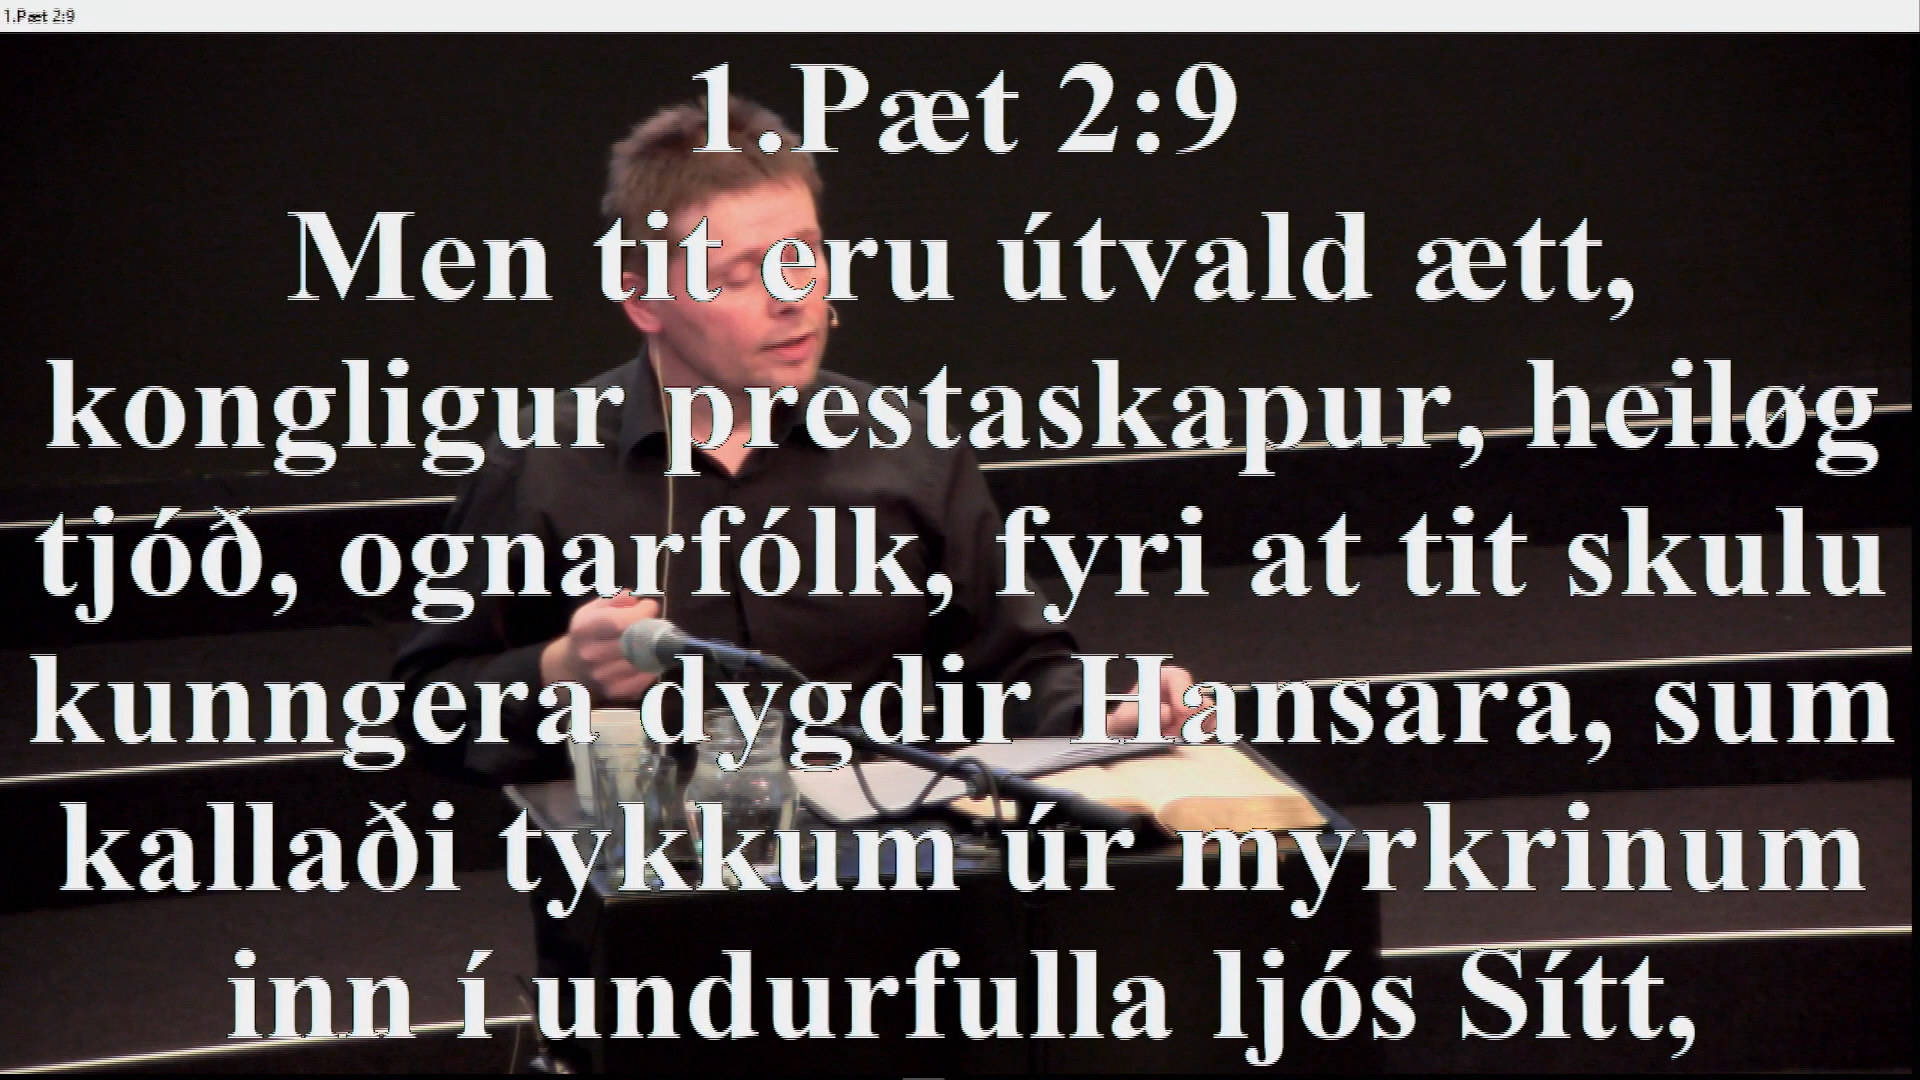 1.Pæt 2:9
1.Pæt 2:9
Men tit eru útvald ætt,
kongligur prestaskapur, heiløg
tjóð, ognarfólk, fyri at tit skulu
kunngera dygdir Hansara, sum
kallaði tykkum úr myrkrinum
inn í undurfulla ljós Sítt,